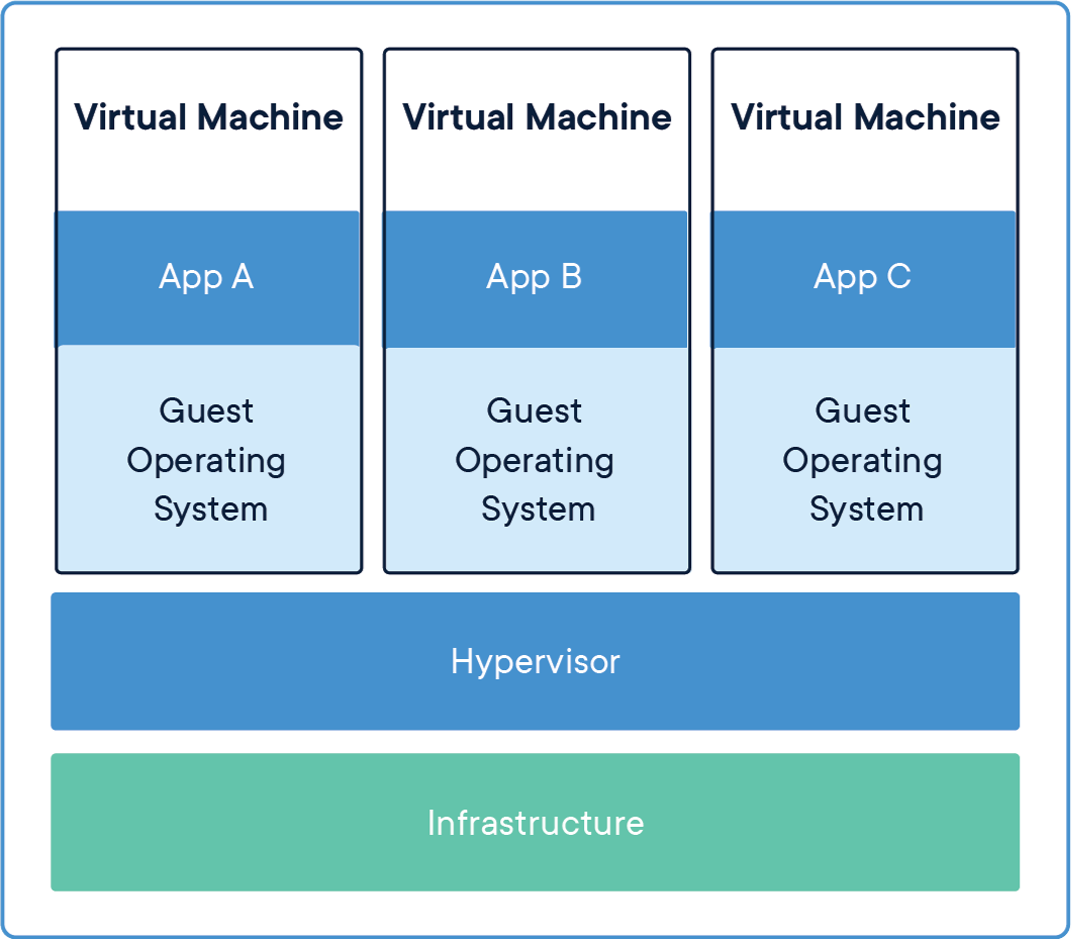 Virtual Machine
Virtual Machine
Virtual Machine
App A
App B
App C
Guest
Operating
System
Guest
Operating
System
Guest
Operating
System
Hypervisor
Infrastructure